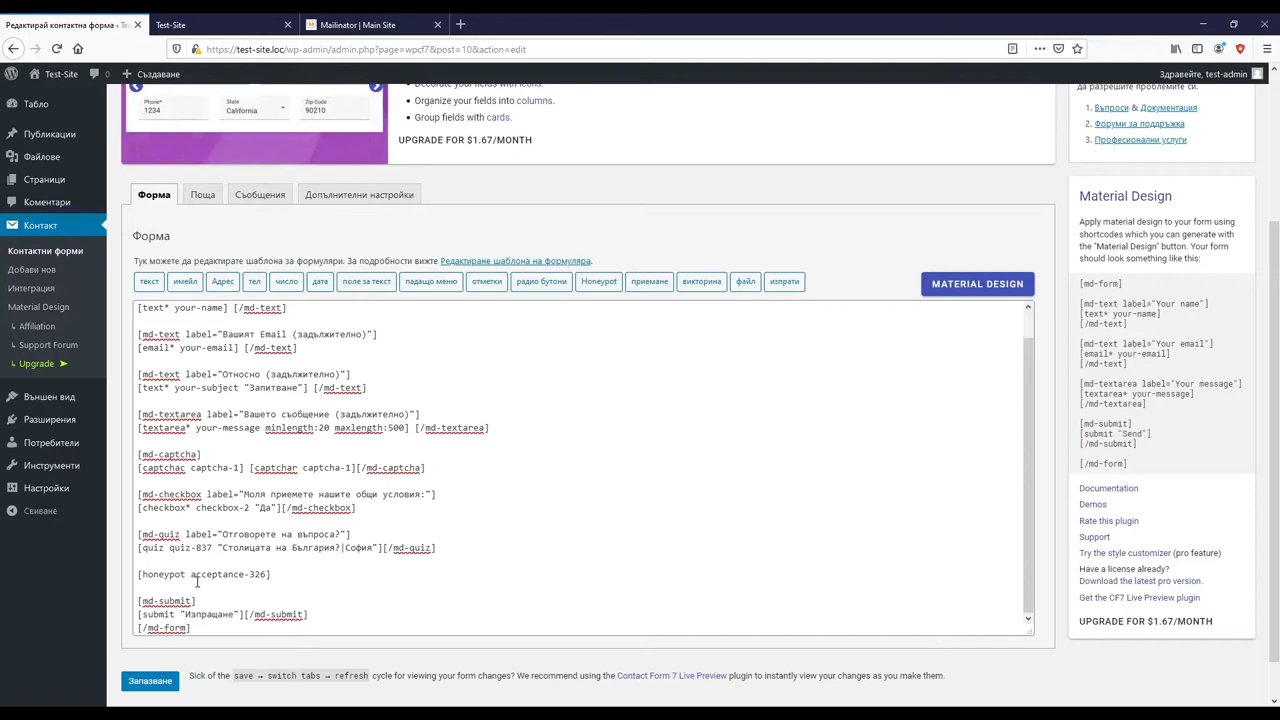 Редактирай контактна форма ‹ Te
Test-Site
Mailinator | Main Site
https://test-site.loc/wp-admin/admin.php?page=wpcf7&post=10&action=edit
Test-Site
0
Създаване
Здравейте, test-admin
Табло
Публикации
Файлове
Страници
Коментари
Контакт
Контактни форми
Добави нов
Интеграция
Material Design
↳ Affiliation
↳ Support Forum
↳ Upgrade ➤
Външен вид
Разширения
Потребители
Инструменти
Настройки
Свиване
Phone*
1234
State
California
Zip Code
90210
Decorate your fields with icons.
Organize your fields into columns.
Group fields with cards.
UPGRADE FOR $1.67/MONTH
Форма
Поща
Съобщения
Допълнителни настройки
Форма
Тук можете да редактирате шаблона за формуляри. За подробности вижте Редактиране шаблона на формуляра.
текст
имейл
Адрес
тел
число
дата
поле за текст
падащо меню
отметки
радио бутони
Honeypot
приемане
викторина
файл
изпрати
MATERIAL DESIGN
[text* your-name] [/md-text]
[md-text label="Вашият Email (задължително)"]
[email* your-email] [/md-text]
[md-text label="Относно (задължително)"]
[text* your-subject "Запитване"] [/md-text]
[md-textarea label="Вашето съобщение (задължително)"]
[textarea* your-message minlength:20 maxlength:500] [/md-textarea]
[md-captcha]
[captchac captcha-1] [captchar captcha-1][/md-captcha]
[md-checkbox label="Моля приемете нашите общи условия:"]
[checkbox* checkbox-2 "Да"][/md-checkbox]
[md-quiz label="Отговорете на въпроса?"]
[quiz quiz-837 "Столицата на България?|София"][/md-quiz]
[honeypot acceptance-326]
[md-submit]
[submit "Изпращане"][/md-submit]
[/md-form]
Запазване
Sick of the save → switch tabs → refresh cycle for viewing your form changes? We recommend using the Contact Form 7 Live Preview plugin to instantly view your changes as you make them.
да разрешите проблемите си.
1. Въпроси & Документация
2. Форуми за поддръжка
3. Професионални услуги
Material Design
Apply material design to your form using
shortcodes which you can generate with
the "Material Design" button. Your form
should look something like this:
[md-form]
[md-text label="Your name"]
[text* your-name]
[/md-text]
[md-text label="Your email"]
[email* your-email]
[/md-text]
[md-textarea label="Your message"]
[textarea* your-message]
[/md-textarea]
[md-submit]
[submit "Send"]
[/md-submit]
[/md-form]
Documentation
Demos
Rate this plugin
Support
Try the style customizer (pro feature)
Have a license already?
Download the latest pro version.
Get the CF7 Live Preview plugin
UPGRADE FOR $1.67/MONTH